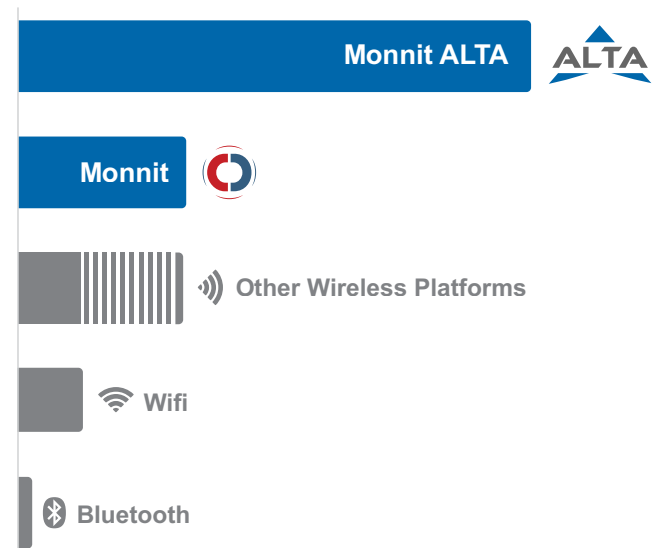 Monnit ALTA
ALTA
Monnit
Other Wireless Platforms
Wifi
Bluetooth